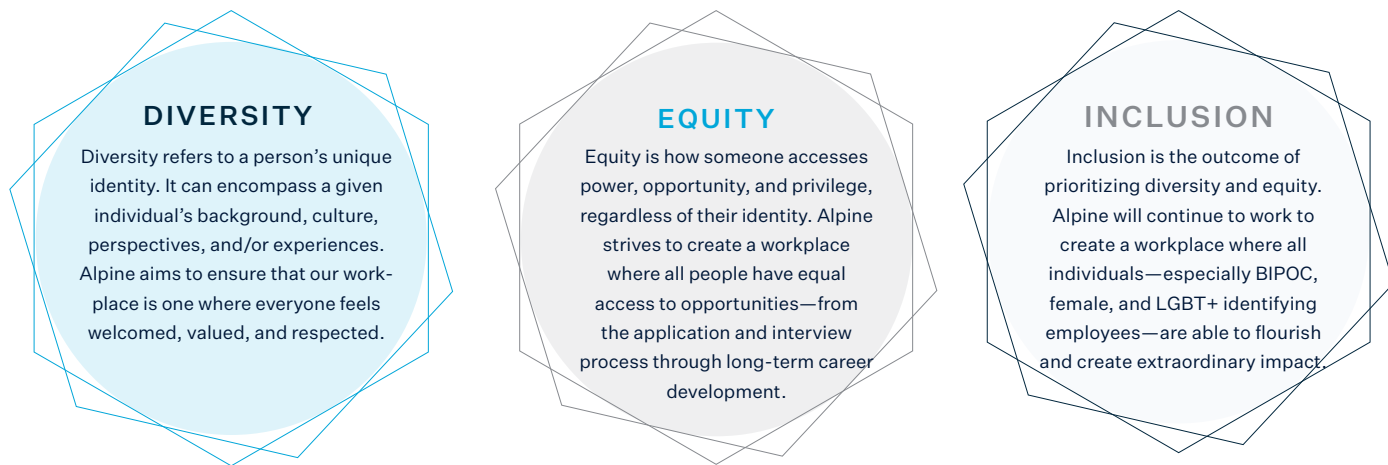 DIVERSITY
Diversity refers to a person’s unique
identity. It can encompass a given
individual’s background, culture,
perspectives, and/or experiences.
Alpine aims to ensure that our work-
place is one where everyone feels
welcomed, valued, and respected.
EQUITY
Equity is how someone accesses
power, opportunity, and privilege,
regardless of their identity. Alpine
strives to create a workplace
where all people have equal
access to opportunities—from
the application and interview
process through long-term career
development.
INCLUSION
Inclusion is the outcome of
prioritizing diversity and equity.
Alpine will continue to work to
create a workplace where all
individuals—especially BIPOC,
female, and LGBT+ identifying
employees—are able to flourish
and create extraordinary impact.